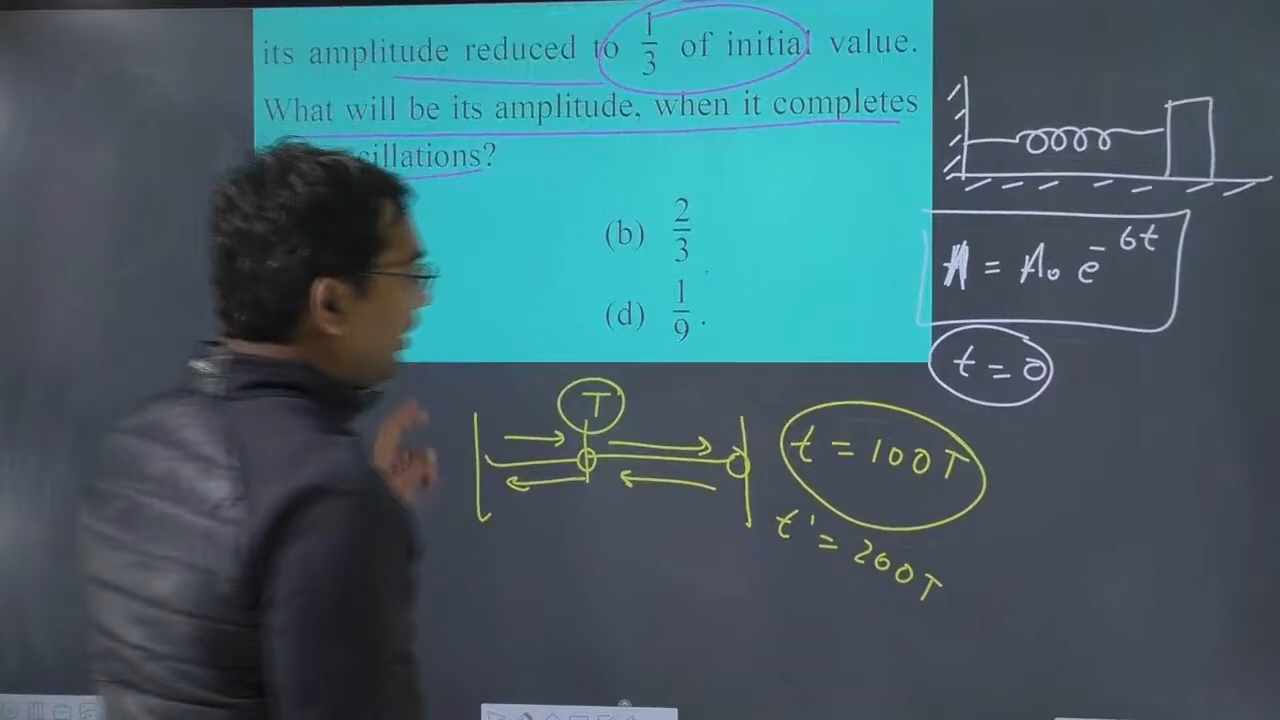 its amplitude reduced to 1/3 of initial value.
What will be its amplitude, when it completes
cillations?
(b) 2/3
(d) 1/9.
A = A₀ e^-bt
t = 0
T
t = 100T
t' = 200T